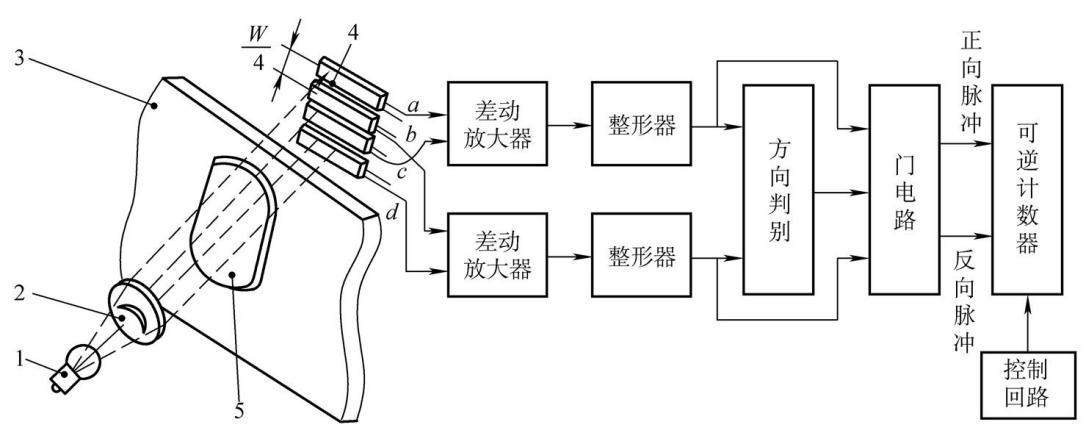 3
W
4
4
a
b
c
d
差动
放大器
整形器
差动
放大器
整形器
方向判别
门电路
正向脉冲
反向脉冲
可逆计数器
控制
回路
2
1
5